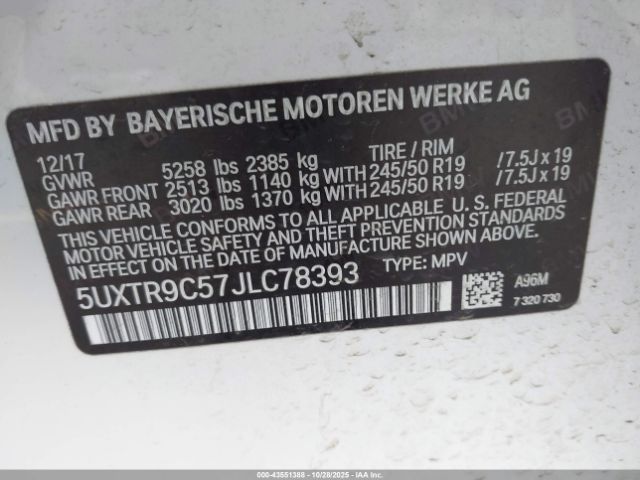 MFD BY BAYERISCHE MOTOREN WERKE AG
12/17 TIRE / RIM
GVWR 5258 lbs 2385 kg
GAWR FRONT 2513 lbs 1140 kg WITH 245/50 R19 /7.5J x 19
GAWR REAR 3020 lbs 1370 kg WITH 245/50 R19 /7.5J x 19
THIS VEHICLE CONFORMS TO ALL APPLICABLE U.S. FEDERAL
MOTOR VEHICLE SAFETY AND THEFT PREVENTION STANDARDS
IN EFFECT ON THE DATE OF MANUFACTURE SHOWN ABOVE.
5UXTR9C57JLC78393 TYPE: MPV
A96M
7 320 730
000-43551388 - 10/28/2025 - IAAI.com